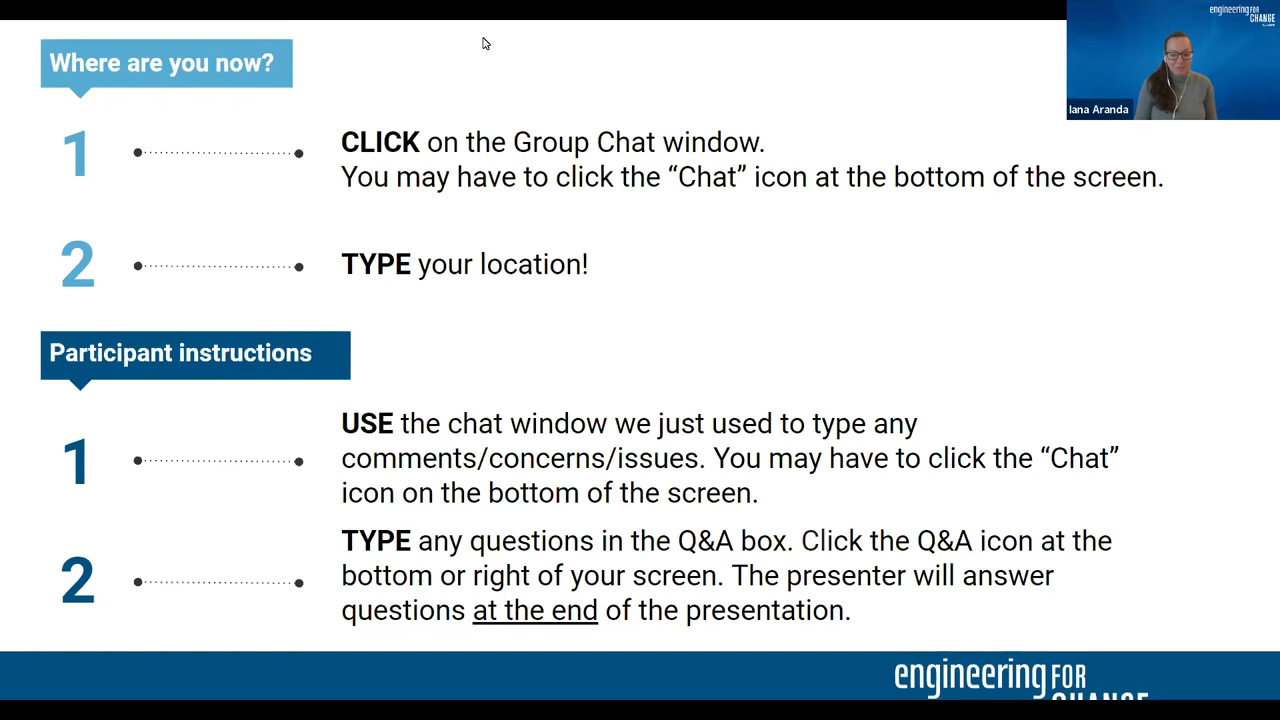 engineering FOR
CHANGE
Iana Aranda
Where are you now?
1
CLICK on the Group Chat window.
You may have to click the “Chat” icon at the bottom of the screen.
2
TYPE your location!
Participant instructions
1
USE the chat window we just used to type any
comments/concerns/issues. You may have to click the “Chat”
icon on the bottom of the screen.
2
TYPE any questions in the Q&A box. Click the Q&A icon at the
bottom or right of your screen. The presenter will answer
questions at the end of the presentation.
engineering FOR
CHANGE